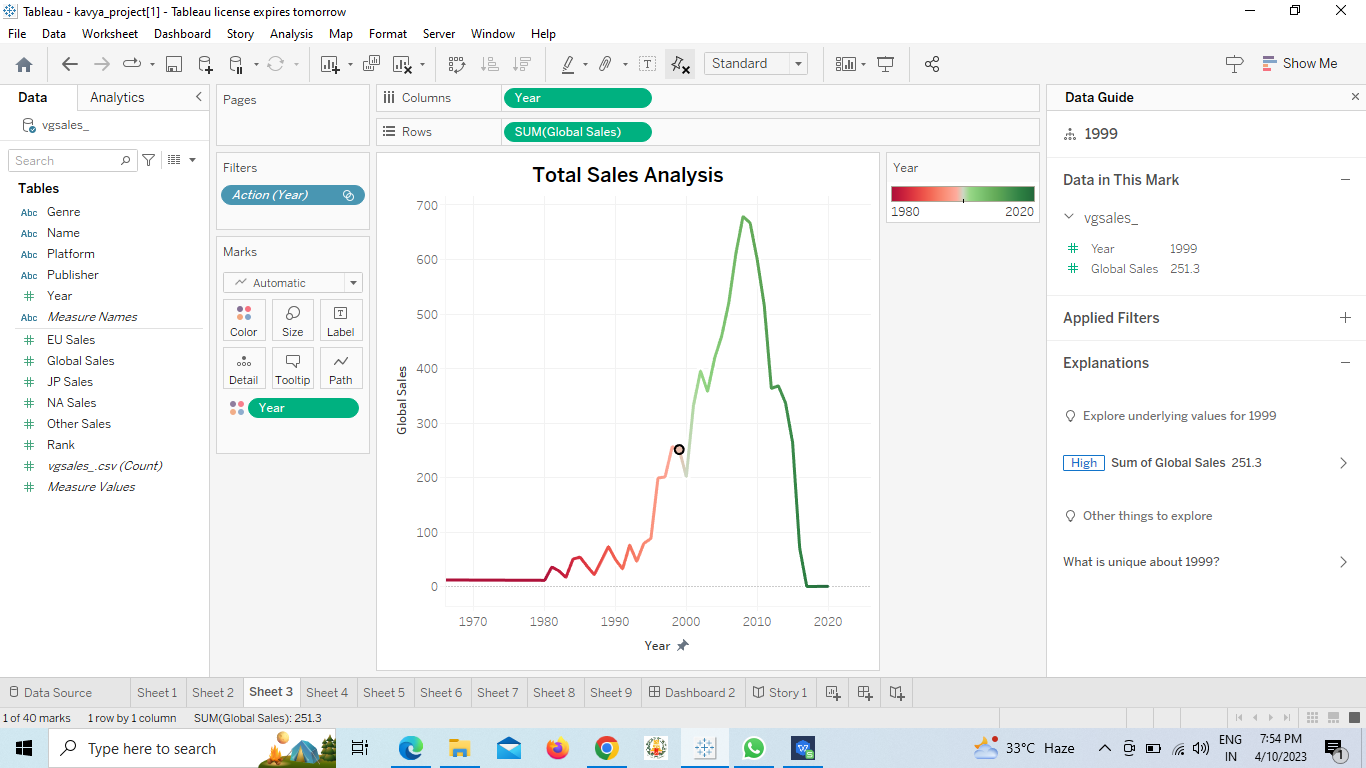 Tableau - kavya_project[1] - Tableau license expires tomorrow
File Data Worksheet Dashboard Story Analysis Map Format Server Window Help
Standard
Show Me
Data Analytics
vgsales_
Search
Tables
Abc Genre
Abc Name
Abc Platform
Abc Publisher
# Year
Abc Measure Names
# EU Sales
# Global Sales
# JP Sales
# NA Sales
# Other Sales
# Rank
# vgsales_.csv (Count)
# Measure Values
Pages
Filters
Action (Year)
Marks
Automatic
Color Size Label
Detail Tooltip Path
Year
Columns Year
Rows SUM(Global Sales)
Total Sales Analysis
700
600
500
400
300
200
100
0
Global Sales
1970 1980 1990 2000 2010 2020
Year
Year
1980 2020
Data Guide
1999
Data in This Mark
vgsales_
# Year 1999
# Global Sales 251.3
Applied Filters
Explanations
Explore underlying values for 1999
High Sum of Global Sales 251.3
Other things to explore
What is unique about 1999?
Data Source Sheet 1 Sheet 2 Sheet 3 Sheet 4 Sheet 5 Sheet 6 Sheet 7 Sheet 8 Sheet 9 Dashboard 2 Story 1
1 of 40 marks 1 row by 1 column SUM(Global Sales): 251.3
Type here to search
33°C Haze
ENG
IN
7:54 PM
4/10/2023
1